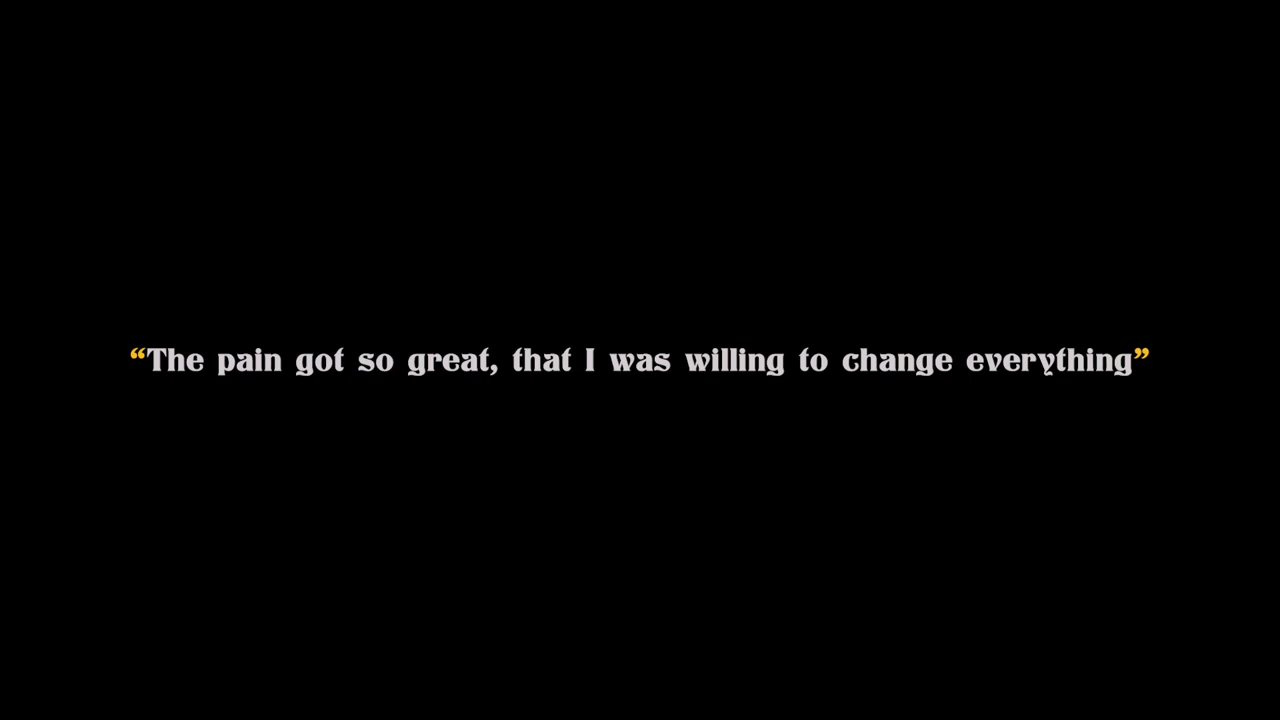 “The pain got so great, that I was willing to change everything”